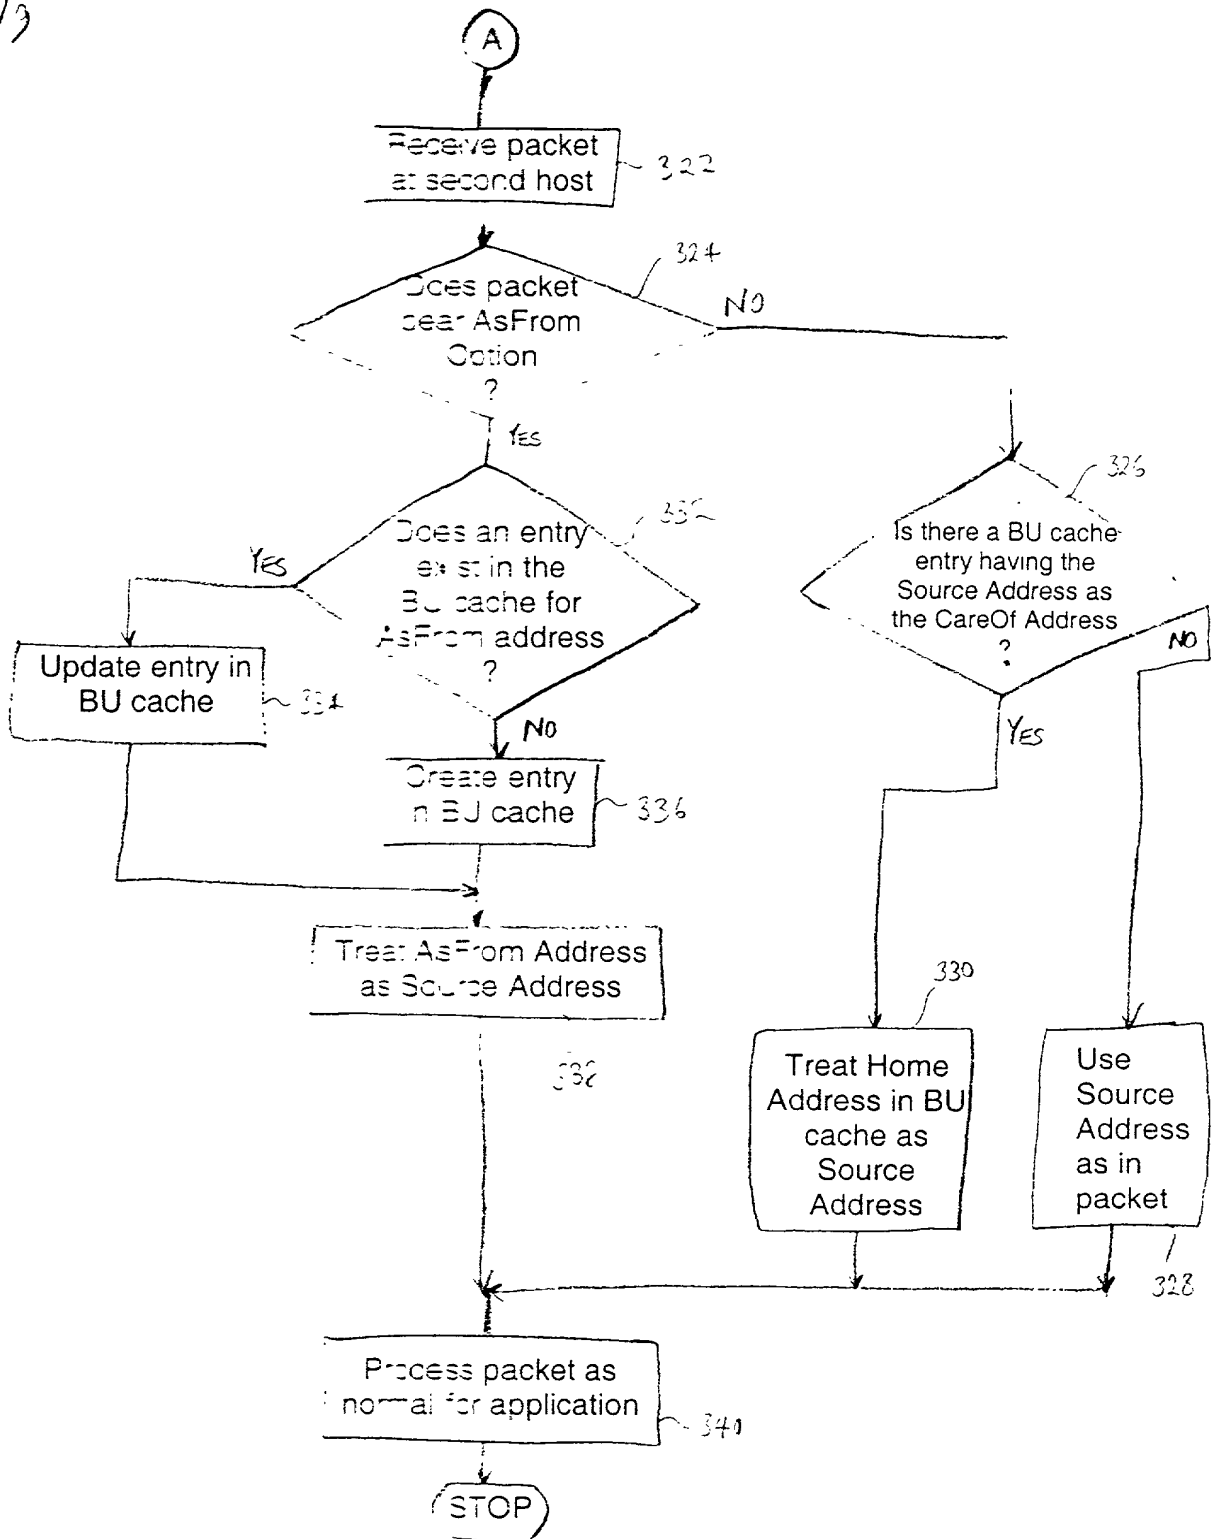 A
Receive packet
at second host
322
324
Does packet
bear AsFrom
Option
?
NO
YES
326
Is there a BU cache
entry having the
Source Address as
the CareOf Address
?
NO
YES
332
Does an entry
exist in the
BU cache for
AsFrom address
?
YES
NO
Update entry in
BU cache
334
Create entry
in BU cache
336
Treat AsFrom Address
as Source Address
338
330
Treat Home
Address in BU
cache as
Source
Address
Use
Source
Address
as in
packet
328
Process packet as
normal for application
340
STOP